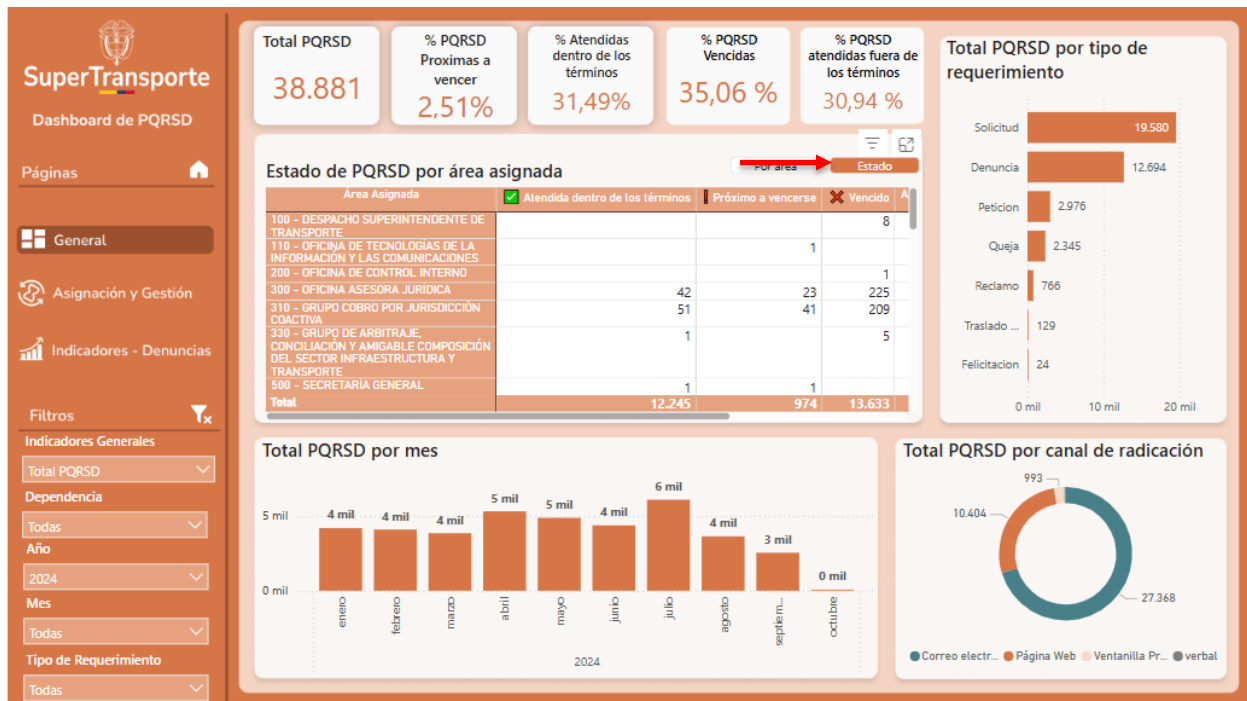 SuperTransporte
Dashboard de PQRSD
Páginas
General
Asignación y Gestión
Indicadores - Denuncias
Filtros
Indicadores Generales
Total PQRSD
Dependencia
Todas
Año
2024
Mes
Todas
Tipo de Requerimiento
Todas
Total PQRSD
38.881
% PQRSD
Proximas a
vencer
2,51%
% Atendidas
dentro de los
términos
31,49%
% PQRSD
Vencidas
35,06 %
% PQRSD
atendidas fuera de
los términos
30,94 %
Estado de PQRSD por área asignada
Por área
Estado
Área Asignada Atendida dentro de los términos Próximo a vencerse Vencido A
100 - DESPACHO SUPERINTENDENTE DE 8
TRANSPORTE
110 - OFICINA DE TECNOLOGÍAS DE LA 1
INFORMACIÓN Y LAS COMUNICACIONES
200 - OFICINA DE CONTROL INTERNO 1
300 - OFICINA ASESORA JURÍDICA 42 23 225
310 - GRUPO COBRO POR JURISDICCIÓN 51 41 209
COACTIVA
330 - GRUPO DE ARBITRAJE, 1 5
CONCILIACIÓN Y AMIGABLE COMPOSICIÓN
DEL SECTOR INFRAESTRUCTURA Y
TRANSPORTE
500 - SECRETARÍA GENERAL 1 1
Total 12.245 974 13.633
Total PQRSD por tipo de
requerimiento
Solicitud 19.580
Denuncia 12.694
Peticion 2.976
Queja 2.345
Reclamo 766
Traslado ... 129
Felicitacion 24
0 mil 10 mil 20 mil
Total PQRSD por mes
5 mil
0 mil
4 mil 4 mil 4 mil 5 mil 5 mil 4 mil 6 mil 4 mil 3 mil 0 mil
enero febrero marzo abril mayo junio julio agosto septiem... octubre
2024
Total PQRSD por canal de radicación
993
10.404
27.368
Correo electr... Página Web Ventanilla Pr... verbal